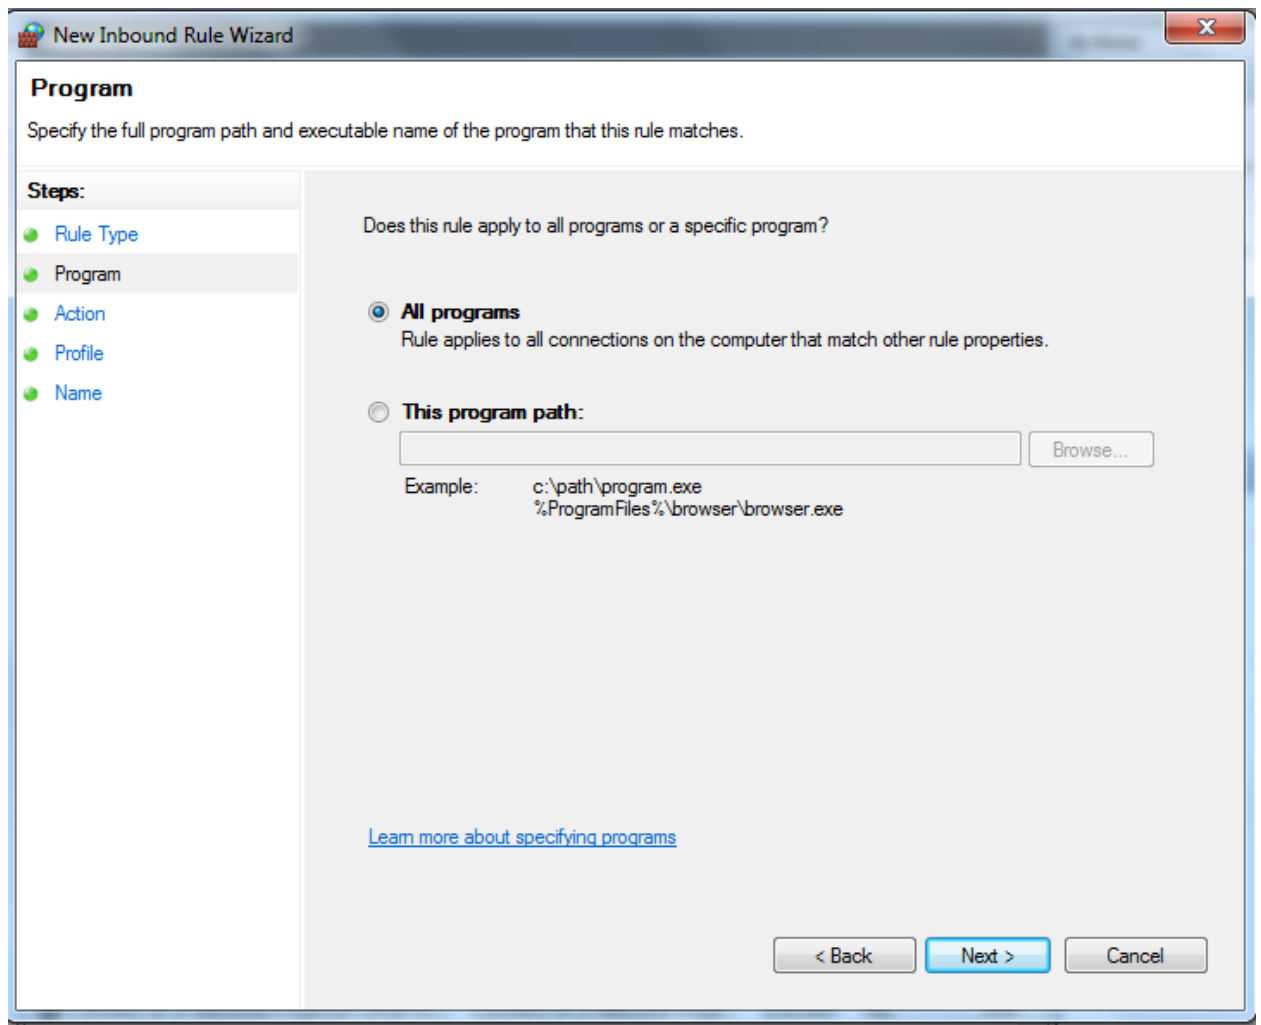 New Inbound Rule Wizard
Program
Specify the full program path and executable name of the program that this rule matches.
Steps:
Rule Type
Program
Action
Profile
Name
Does this rule apply to all programs or a specific program?
All programs
Rule applies to all connections on the computer that match other rule properties.
This program path:
Browse...
Example: c:\path\program.exe
%ProgramFiles%\browser\browser.exe
Learn more about specifying programs
< Back Next > Cancel